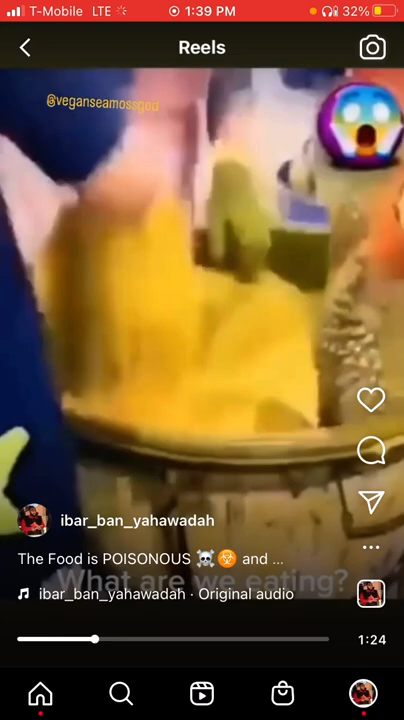 T-Mobile LTE 1:39 PM 32%
Reels
@veganseamossgod
ibar_ban_yahawadah
The Food is POISONOUS ☠️☣️ and ...
What are we eating?
ibar_ban_yahawadah · Original audio
1:24